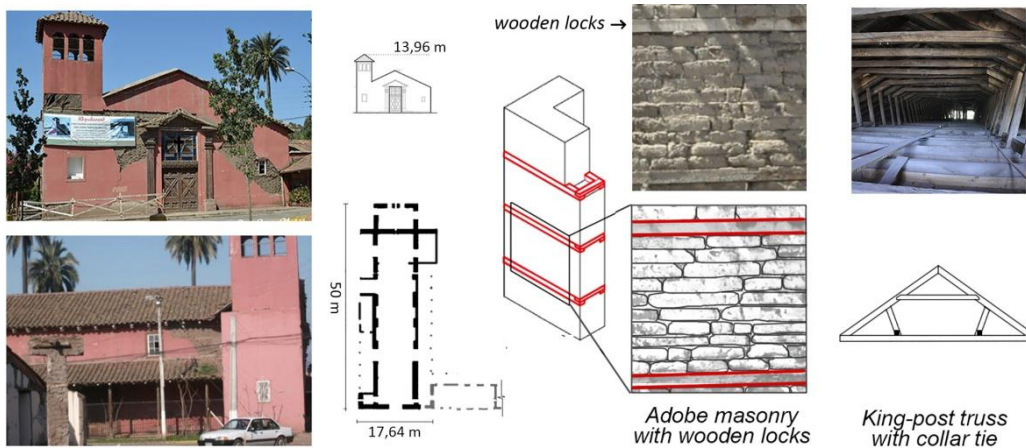 wooden locks →
13,96 m
50 m
17,64 m
Adobe masonry
with wooden locks
King-post truss
with collar tie